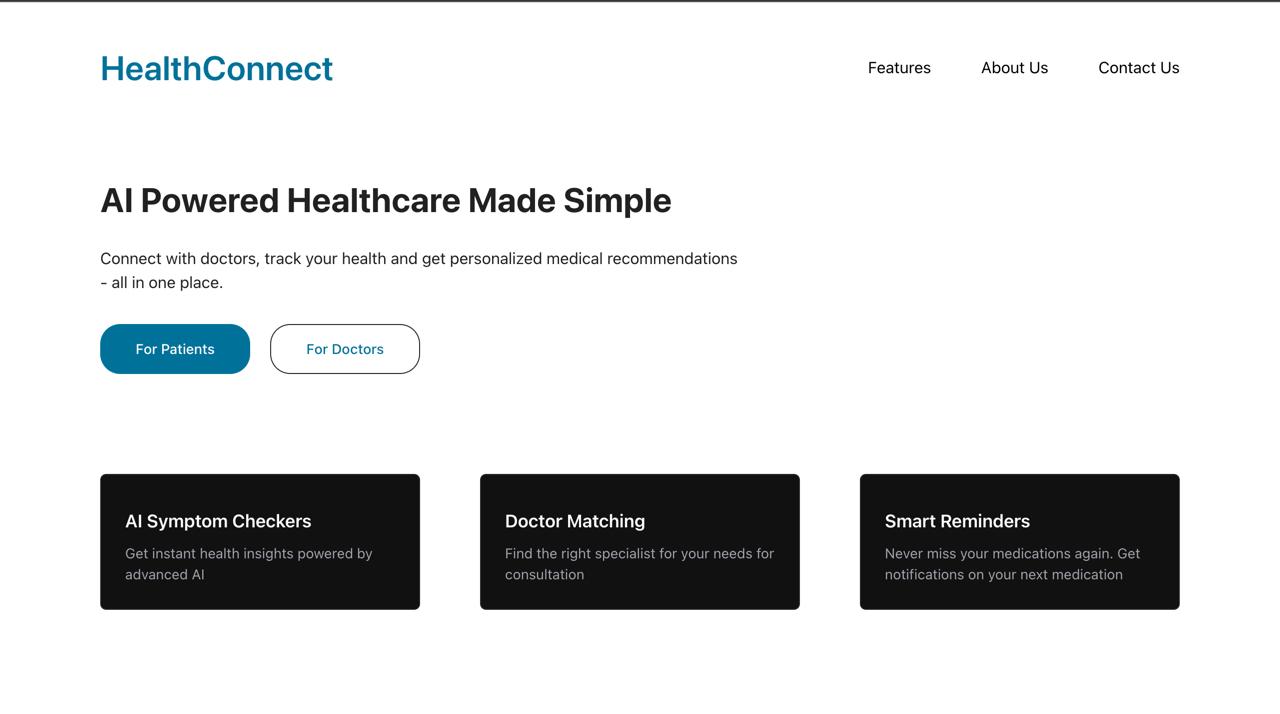 HealthConnect
Features
About Us
Contact Us
AI Powered Healthcare Made Simple
Connect with doctors, track your health and get personalized medical recommendations
- all in one place.
For Patients
For Doctors
AI Symptom Checkers
Get instant health insights powered by
advanced AI
Doctor Matching
Find the right specialist for your needs for
consultation
Smart Reminders
Never miss your medications again. Get
notifications on your next medication